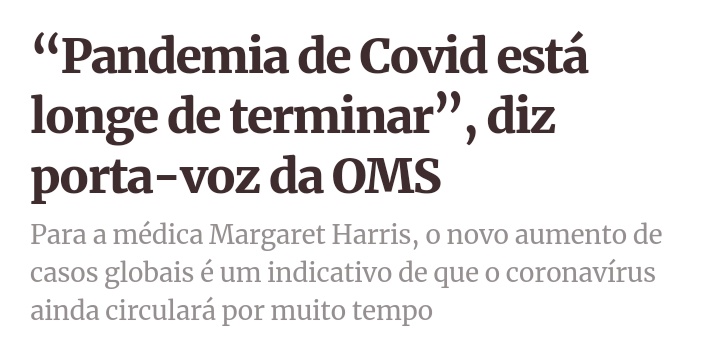 “Pandemia de Covid está
longe de terminar”, diz
porta-voz da OMS
Para a médica Margaret Harris, o novo aumento de
casos globais é um indicativo de que o coronavírus
ainda circulará por muito tempo